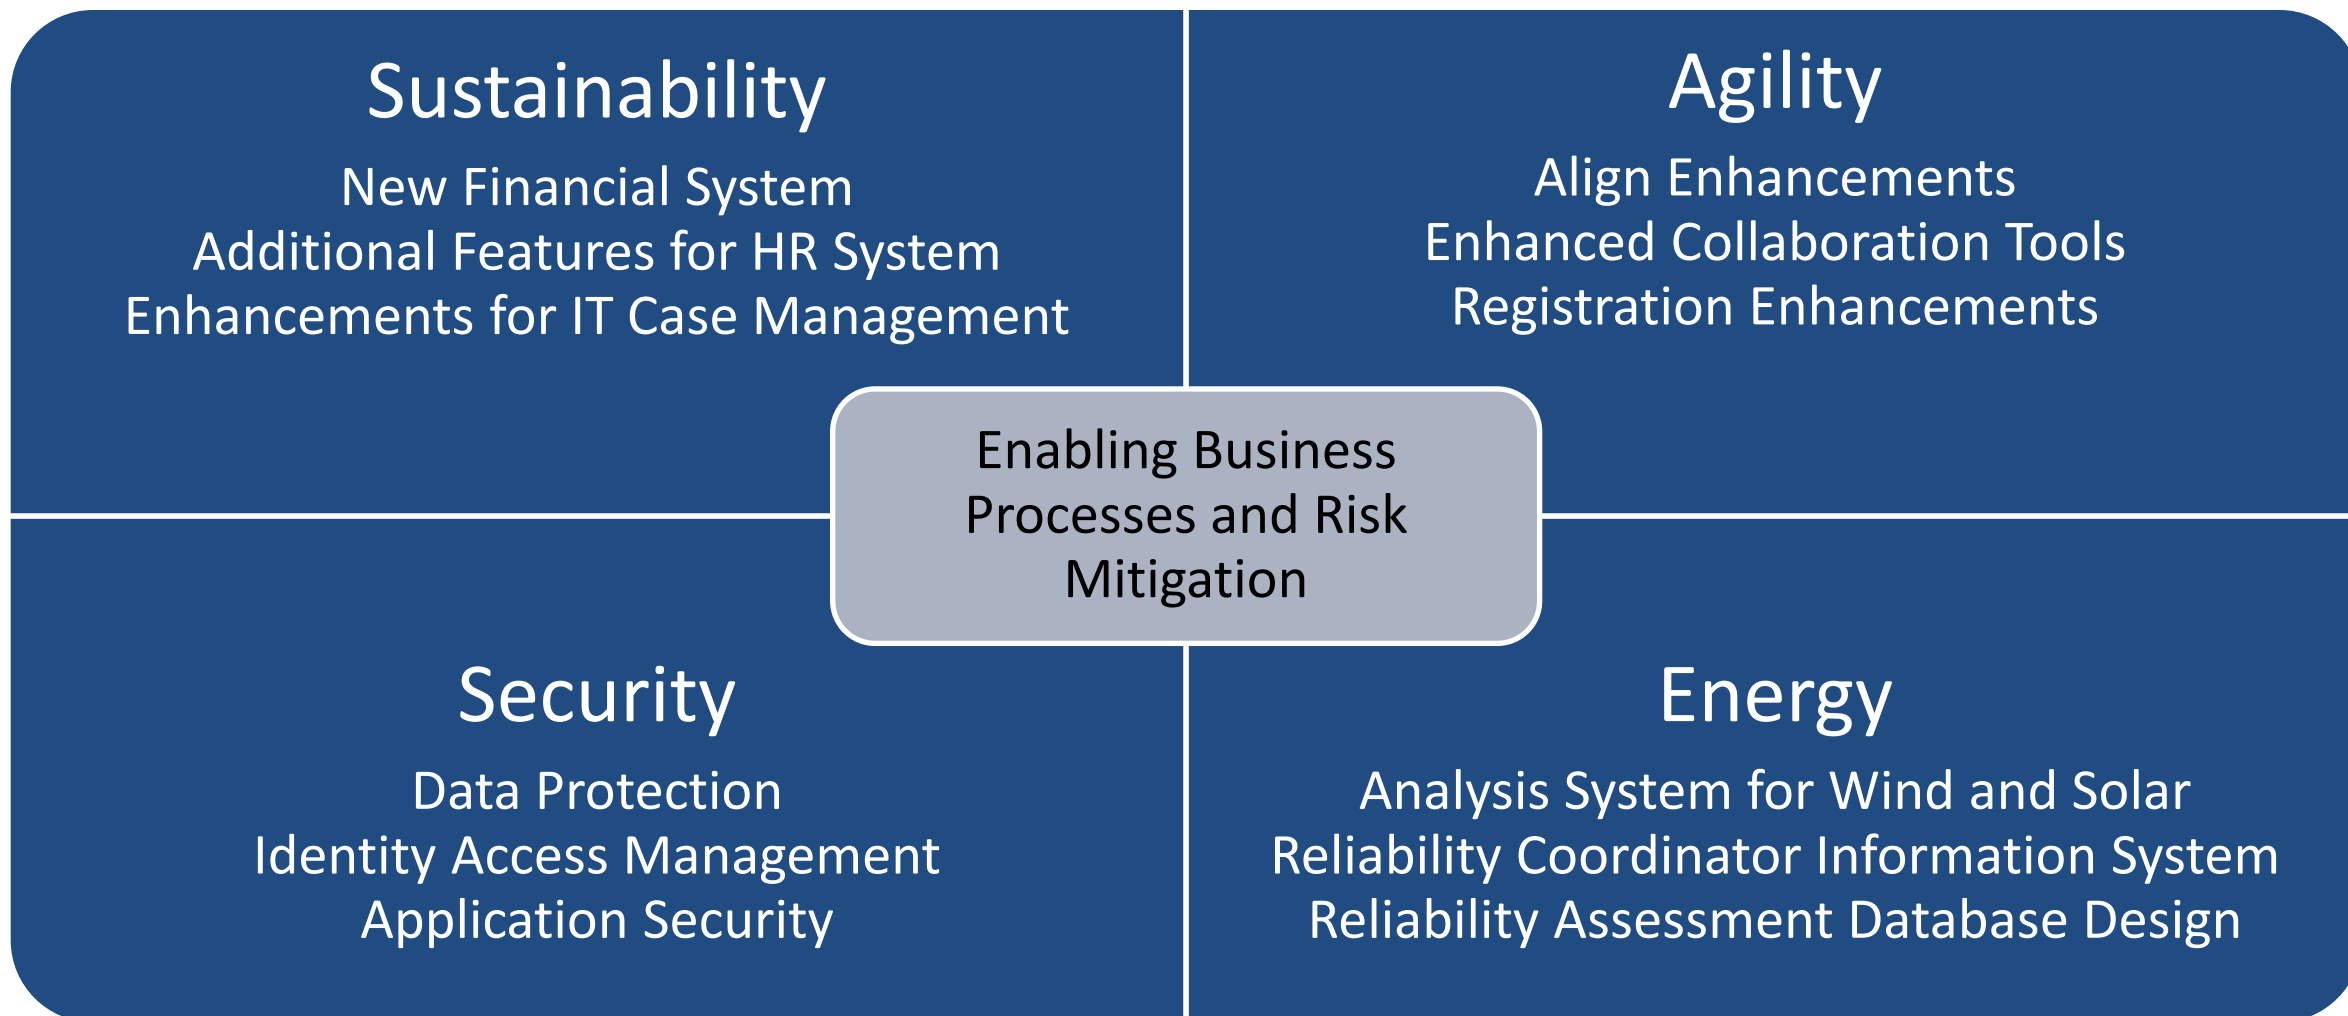 Sustainability
New Financial System
Additional Features for HR System
Enhancements for IT Case Management
Agility
Align Enhancements
Enhanced Collaboration Tools
Registration Enhancements
Enabling Business
Processes and Risk
Mitigation
Security
Data Protection
Identity Access Management
Application Security
Energy
Analysis System for Wind and Solar
Reliability Coordinator Information System
Reliability Assessment Database Design